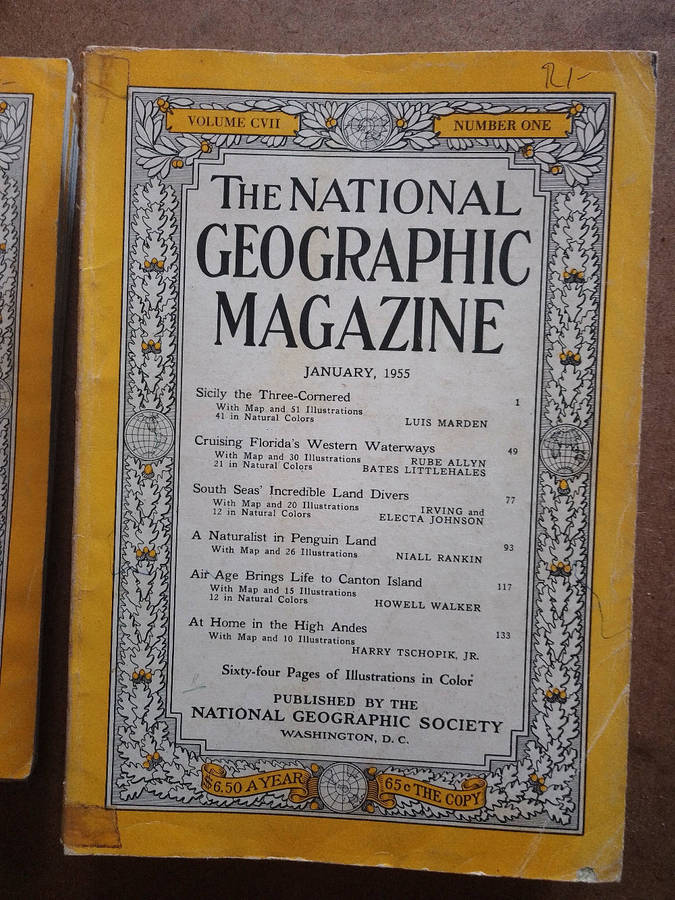 21-
VOLUME CVII NUMBER ONE
THE NATIONAL
GEOGRAPHIC
MAGAZINE
JANUARY, 1955
Sicily the Three-Cornered 1
With Map and 51 Illustrations
41 in Natural Colors LUIS MARDEN
Cruising Florida's Western Waterways 49
With Map and 30 Illustrations RUBE ALLYN
21 in Natural Colors BATES LITTLEHALES
South Seas' Incredible Land Divers 77
With Map and 20 Illustrations IRVING and
12 in Natural Colors ELECTA JOHNSON
A Naturalist in Penguin Land 93
With Map and 26 Illustrations NIALL RANKIN
Air Age Brings Life to Canton Island 117
With Map and 15 Illustrations
12 in Natural Colors HOWELL WALKER
At Home in the High Andes 133
With Map and 10 Illustrations
HARRY TSCHOPIK, JR.
Sixty-four Pages of Illustrations in Color
PUBLISHED BY THE
NATIONAL GEOGRAPHIC SOCIETY
WASHINGTON, D. C.
$6.50 A YEAR 65c THE COPY